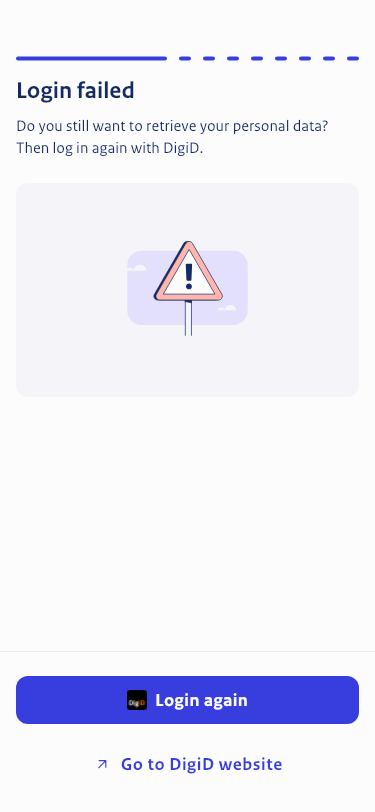 Login failed
Do you still want to retrieve your personal data?
Then log in again with DigiD.
!
DigiD Login again
Go to DigiD website